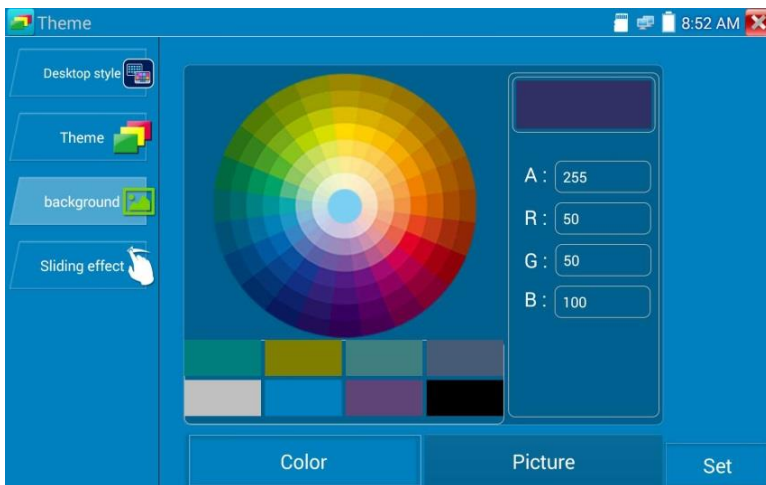 Theme
8:52 AM
Desktop style
Theme
background
Sliding effect
A : 255
R : 50
G : 50
B : 100
Color
Picture
Set